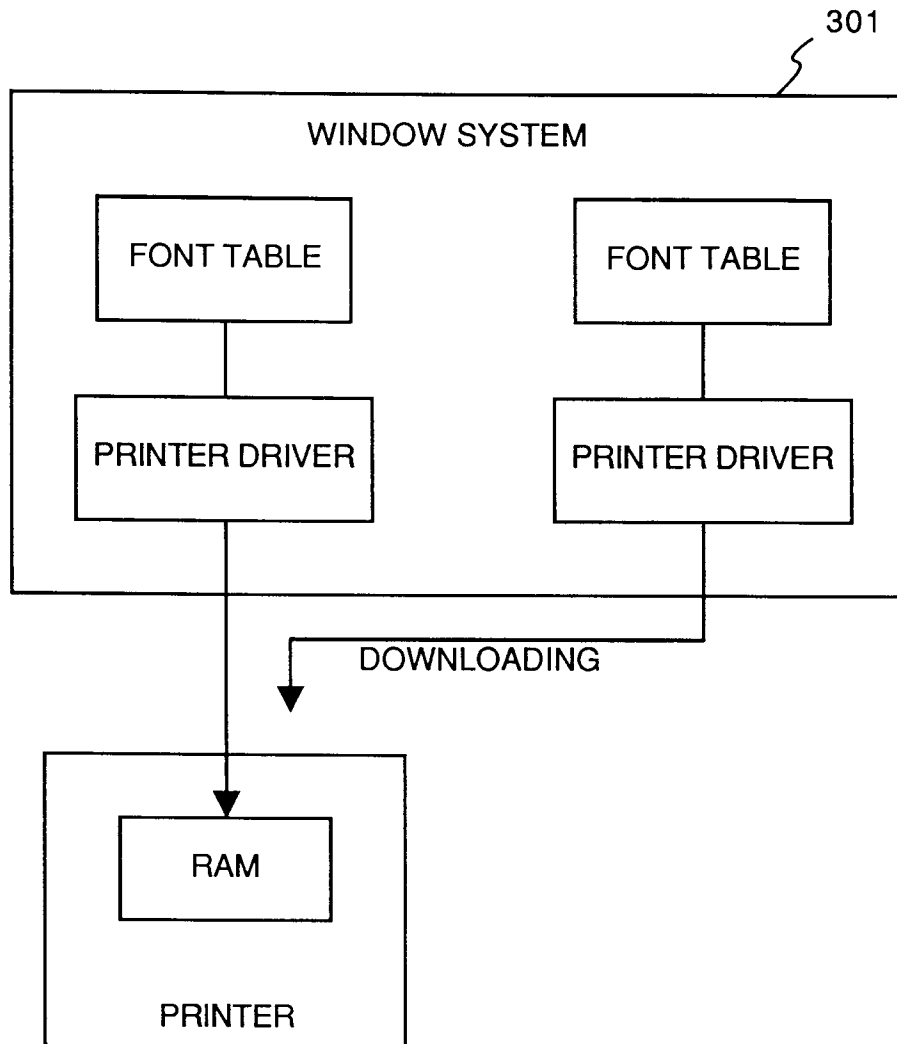 301
WINDOW SYSTEM
FONT TABLE
FONT TABLE
PRINTER DRIVER
PRINTER DRIVER
DOWNLOADING
RAM
PRINTER